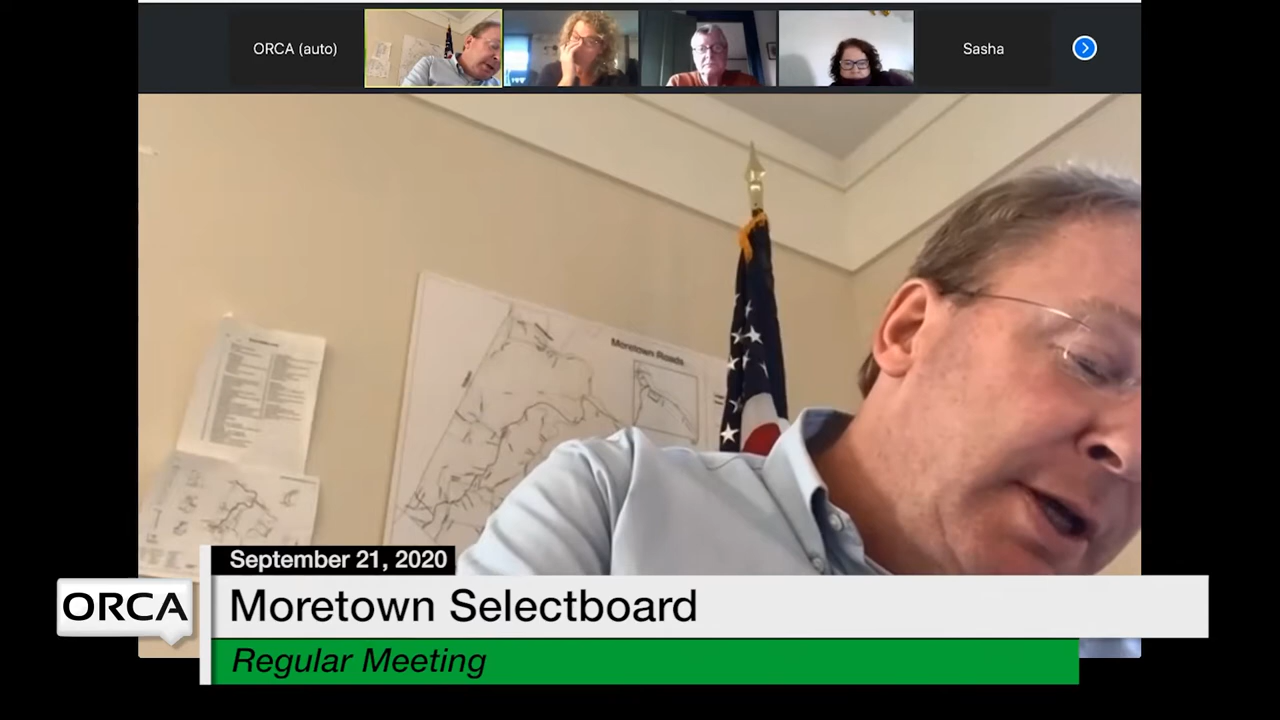 ORCA (auto)
Sasha
Moretown Roads
September 21, 2020
ORCA
Moretown Selectboard
Regular Meeting